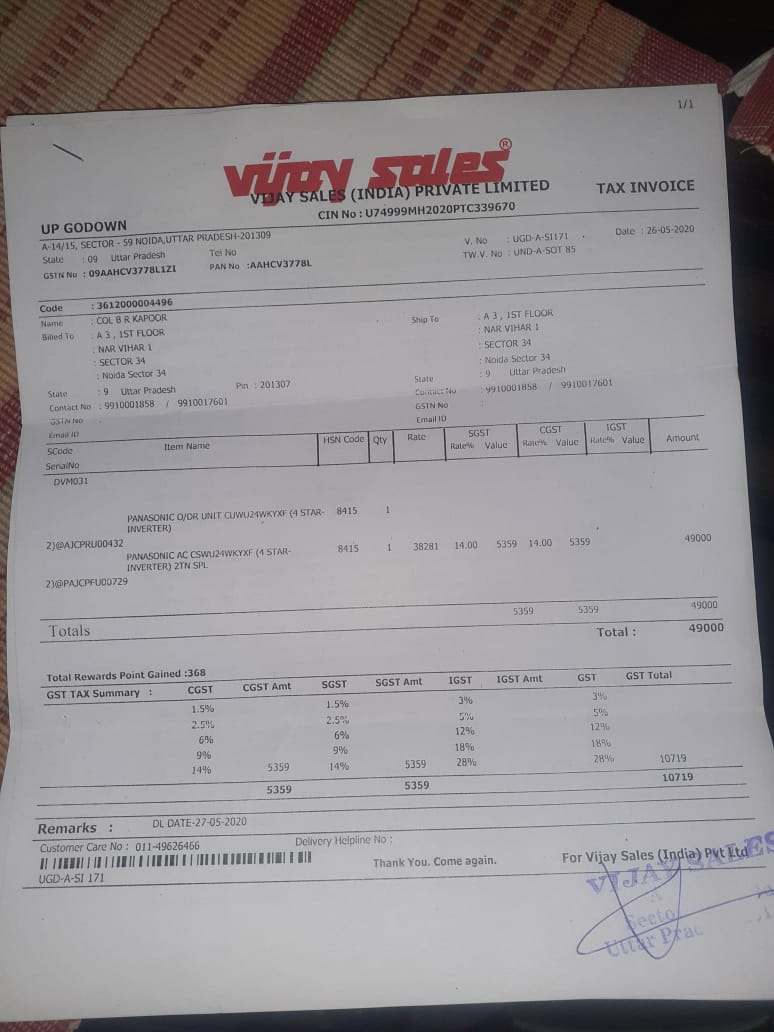 1/1
vijay sales®
VIJAY SALES (INDIA) PRIVATE LIMITED
TAX INVOICE
CIN No : U74999MH2020PTC339670
UP GODOWN
A-14/15, SECTOR - 59 NOIDA,UTTAR PRADESH-201309
State : 09 Uttar Pradesh Tel No
GSTN No : 09AAHCV3778L1ZI PAN No :AAHCV3778L
V. No : UGD-A-SI171 Date : 26-05-2020
TW.V. No : UND-A-SOT 85
Code : 3612000004496
Name : COL B R KAPOOR
Billed To : A 3 , 1ST FLOOR
: NAR VIHAR 1
: SECTOR 34
: Noida Sector 34
State : 9 Uttar Pradesh Pin : 201307
Contact No : 9910001858 / 9910017601
GSTN No :
Email ID
Ship To : A 3 , 1ST FLOOR
: NAR VIHAR 1
: SECTOR 34
: Noida Sector 34
State : 9 Uttar Pradesh
Contact No : 9910001858 / 9910017601
GSTN No :
Email ID
SCode Item Name HSN Code Qty Rate SGST CGST IGST Amount
SerialNo Rate% Value Rate% Value Rate% Value
DVM031
PANASONIC O/DR UNIT CUWU24WKYXF (4 STAR- 8415 1
INVERTER)
2)@AJCPRU00432
PANASONIC AC CSWU24WKYXF (4 STAR- 8415 1 38281 14.00 5359 14.00 5359 49000
INVERTER) 2TN SPL
2)@PAJCPFU00729
Totals 5359 5359 49000
Total : 49000
Total Rewards Point Gained :368
GST TAX Summary : CGST CGST Amt SGST SGST Amt IGST IGST Amt GST GST Total
1.5% 1.5% 3% 3%
2.5% 2.5% 5% 5%
6% 6% 12% 12%
9% 9% 18% 18%
14% 5359 14% 5359 28% 28% 10719
5359 5359 10719
Remarks : DL DATE-27-05-2020
Customer Care No : 011-49626466 Delivery Helpline No :
UGD-A-SI 171
Thank You. Come again.
For Vijay Sales (India) Pvt Ltd
VIJAY SALES
A
Secto
Uttar Prac